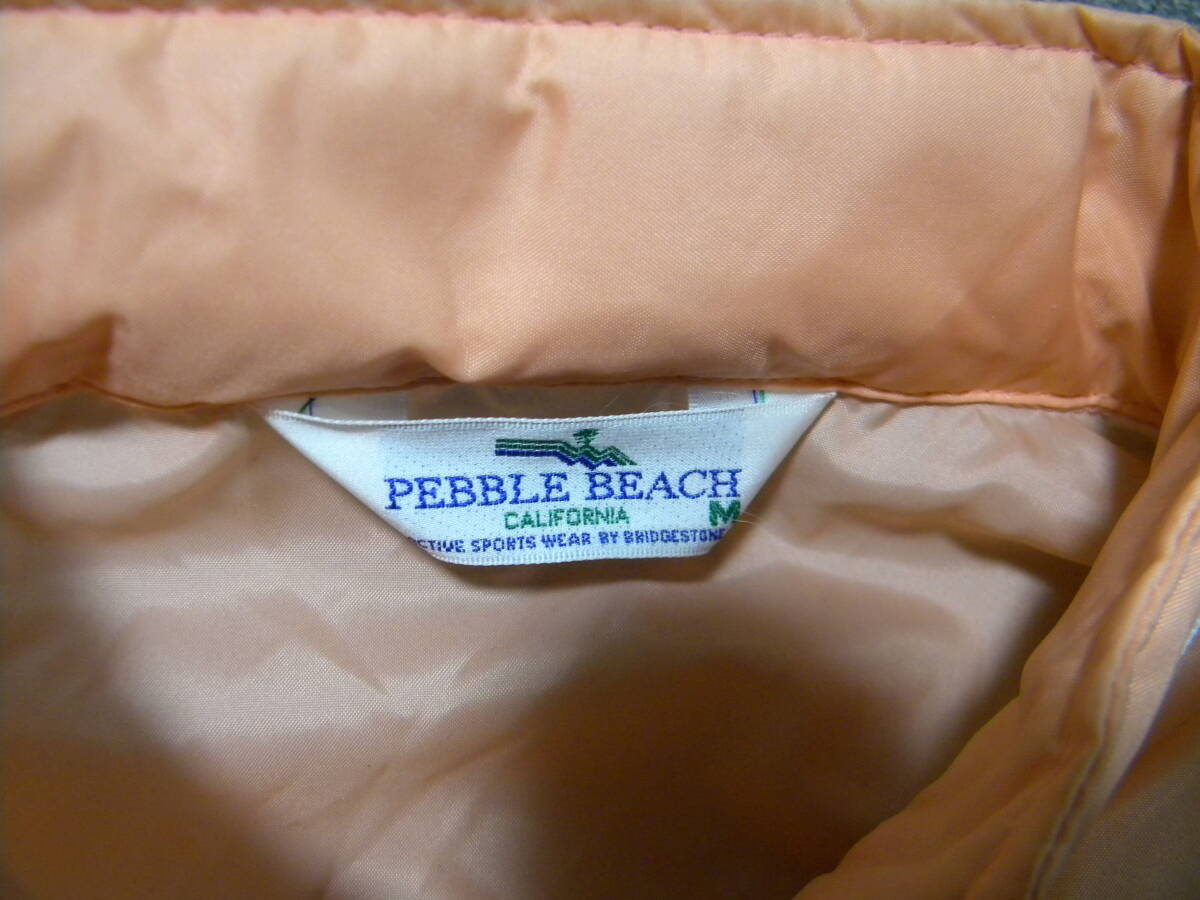 PEBBLE BEACH
CALIFORNIA M
SPORTS WEAR BY BRIDGESTONE